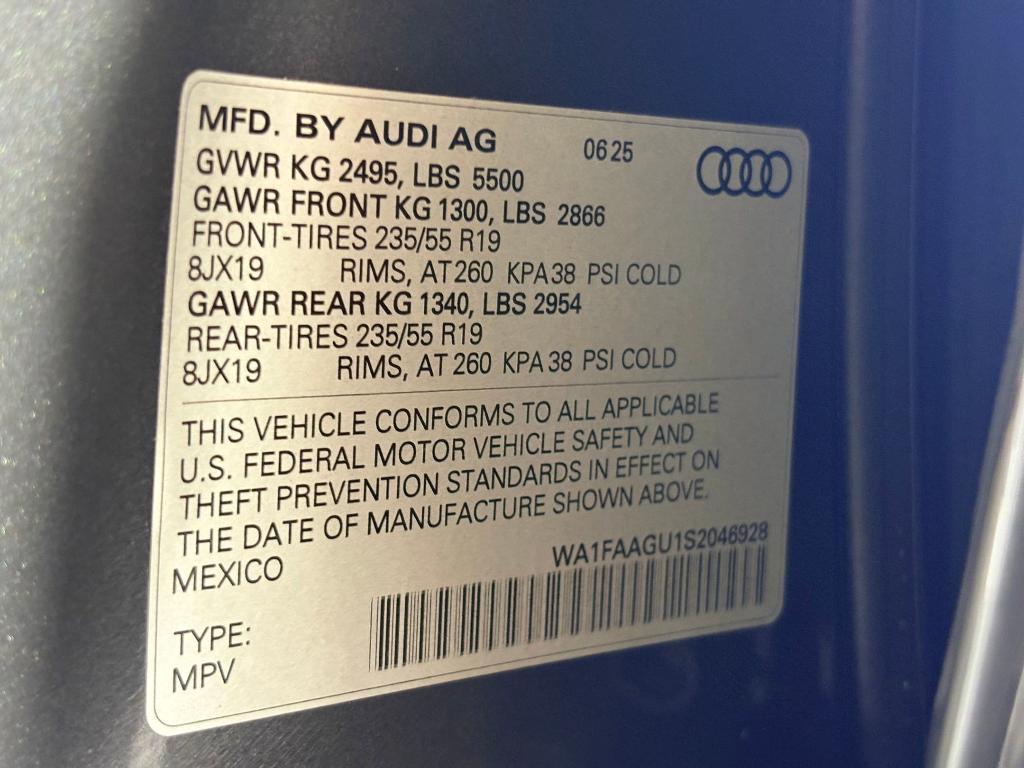 MFD. BY AUDI AG 06 25
GVWR KG 2495, LBS 5500
GAWR FRONT KG 1300, LBS 2866
FRONT-TIRES 235/55 R19
8JX19 RIMS, AT 260 KPA 38 PSI COLD
GAWR REAR KG 1340, LBS 2954
REAR-TIRES 235/55 R19
8JX19 RIMS, AT 260 KPA 38 PSI COLD
THIS VEHICLE CONFORMS TO ALL APPLICABLE
U.S. FEDERAL MOTOR VEHICLE SAFETY AND
THEFT PREVENTION STANDARDS IN EFFECT ON
THE DATE OF MANUFACTURE SHOWN ABOVE.
MEXICO WA1FAAGU1S2046928
TYPE:
MPV